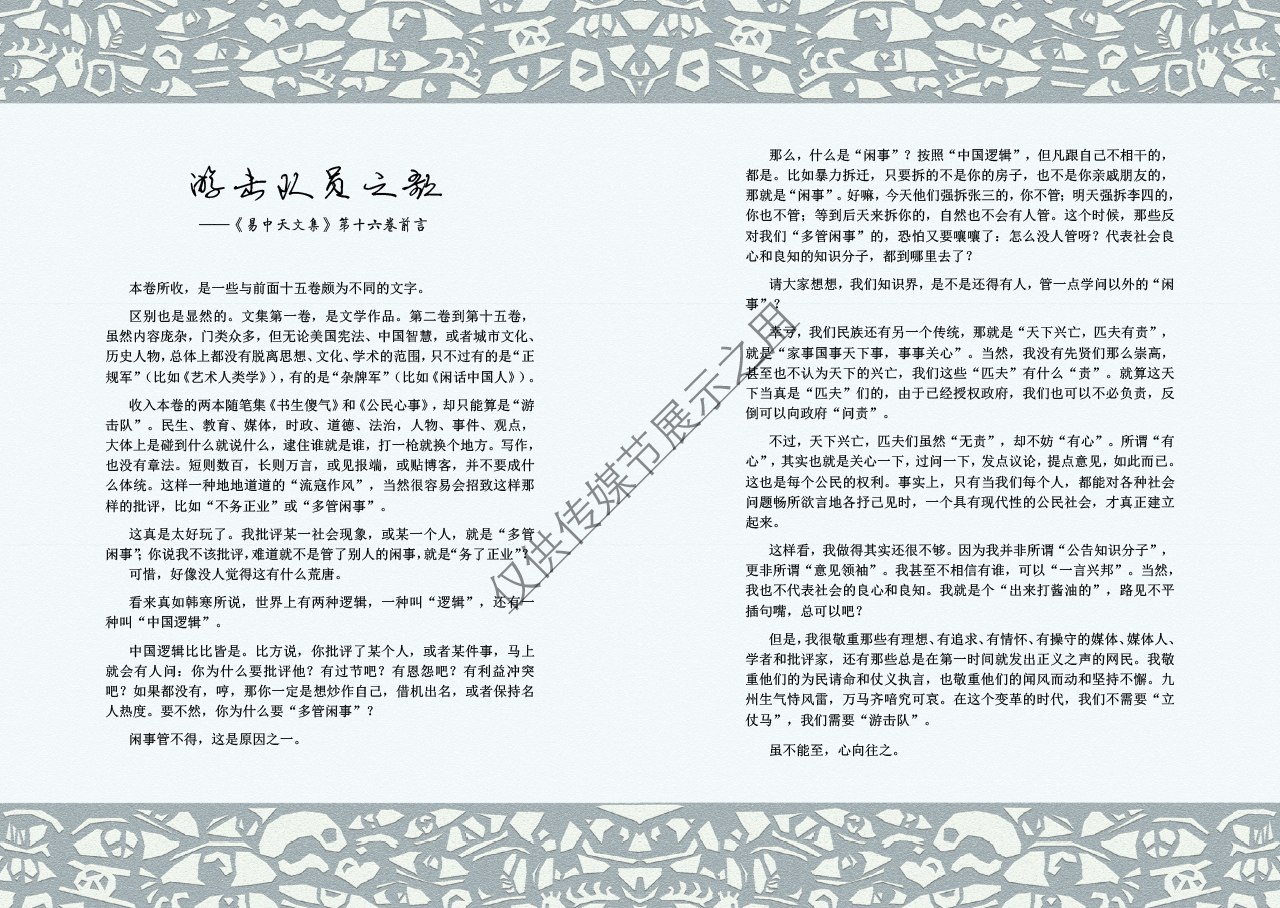 游击队员之歌
——《易中天文集》第十六卷前言
本卷所收，是一些与前面十五卷颇为不同的文字。
区别也是显然的。文集第一卷，是文学作品。第二卷到第十五卷，
虽然内容庞杂，门类众多，但无论美国宪法、中国智慧，或者城市文化、
历史人物，总体上都没有脱离思想、文化、学术的范围，只不过有的是“正
规军”（比如《艺术人类学》），有的是“杂牌军”（比如《闲话中国人》）。
收入本卷的两本随笔集《书生傻气》和《公民心事》，却只能算是“游
击队”。民生、教育、媒体，时政、道德、法治，人物、事件、观点，
大体上是碰到什么就说什么，逮住谁就是谁，打一枪就换个地方。写作，
也没有章法。短则数百，长则万言，或见报端，或贴博客，并不要成什
么体统。这样一种地地道道的“流寇作风”，当然很容易会招致这样那
样的批评，比如“不务正业”或“多管闲事”。
这真是太好玩了。我批评某一社会现象，或某一个人，就是“多管
闲事”；你说我不该批评，难道就不是管了别人的闲事，就是“务了正业”？
可惜，好像没人觉得这有什么荒唐。
看来真如韩寒所说，世界上有两种逻辑，一种叫“逻辑”，还有一
种叫“中国逻辑”。
中国逻辑比比皆是。比方说，你批评了某个人，或者某件事，马上
就会有人问：你为什么要批评他？有过节吧？有恩怨吧？有利益冲突
吧？如果都没有，哼，那你一定是想炒作自己，借机出名，或者保持名
人热度。要不然，你为什么要“多管闲事”？
闲事管不得，这是原因之一。
那么，什么是“闲事”？按照“中国逻辑”，但凡跟自己不相干的，
都是。比如暴力拆迁，只要拆的不是你的房子，也不是你亲戚朋友的，
那就是“闲事”。好嘛，今天他们强拆张三的，你不管；明天强拆李四的，
你也不管；等到后天来拆你的，自然也不会有人管。这个时候，那些反
对我们“多管闲事”的，恐怕又要嚷嚷了：怎么没人管呀？代表社会良
心和良知的知识分子，都到哪里去了？
请大家想想，我们知识界，是不是还得有人，管一点学问以外的“闲
事”？
幸亏，我们民族还有另一个传统，那就是“天下兴亡，匹夫有责”，
就是“家事国事天下事，事事关心”。当然，我没有先贤们那么崇高，
甚至也不认为天下的兴亡，我们这些“匹夫”有什么“责”。就算这天
下当真是“匹夫”们的，由于已经授权政府，我们也可以不必负责，反
倒可以向政府“问责”。
不过，天下兴亡，匹夫们虽然“无责”，却不妨“有心”。所谓“有
心”，其实也就是关心一下，过问一下，发点议论，提点意见，如此而已。
这也是每个公民的权利。事实上，只有当我们每个人，都能对各种社会
问题畅所欲言地各抒己见时，一个具有现代性的公民社会，才真正建立
起来。
这样看，我做得其实还很不够。因为我并非所谓“公告知识分子”，
更非所谓“意见领袖”。我甚至不相信有谁，可以“一言兴邦”。当然，
我也不代表社会的良心和良知。我就是个“出来打酱油的”，路见不平
插句嘴，总可以吧？
但是，我很敬重那些有理想、有追求、有情怀、有操守的媒体、媒体人、
学者和批评家，还有那些总是在第一时间就发出正义之声的网民。我敬
重他们的为民请命和仗义执言，也敬重他们的闻风而动和坚持不懈。九
州生气恃风雷，万马齐喑究可哀。在这个变革的时代，我们不需要“立
仗马”，我们需要“游击队”。
虽不能至，心向往之。
仅供传媒节展示之用